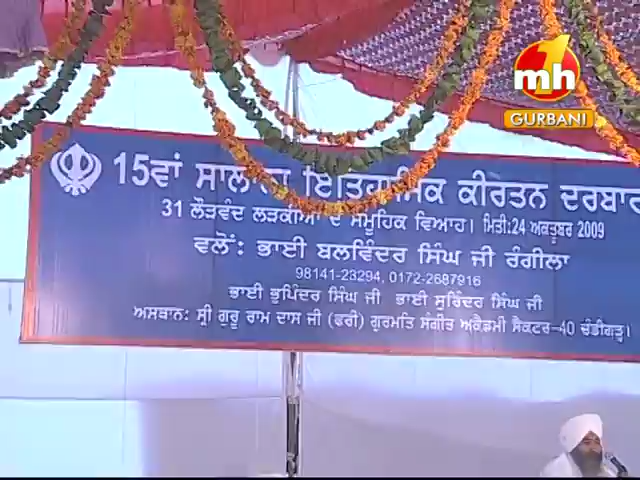 mh 1
GURBANI
15ਵਾਂ ਸਾਲਾਨਾ ਇਤਿਹਾਸਿਕ ਕੀਰਤਨ ਦਰਬਾਰ
31 ਲੋੜਵੰਦ ਲੜਕੀਆਂ ਦੇ ਸਮੂਹਿਕ ਵਿਆਹ। ਮਿਤੀ:24 ਅਕਤੂਬਰ 2009
ਵਲੋਂ: ਭਾਈ ਬਲਵਿੰਦਰ ਸਿੰਘ ਜੀ ਰੰਗੀਲਾ
98141-23294, 0172-2687916
ਭਾਈ ਭੁਪਿੰਦਰ ਸਿੰਘ ਜੀ ਭਾਈ ਸੁਰਿੰਦਰ ਸਿੰਘ ਜੀ
ਅਸਥਾਨ: ਸ੍ਰੀ ਗੁਰੂ ਰਾਮ ਦਾਸ ਜੀ (ਫਰੀ) ਗੁਰਮਤਿ ਸੰਗੀਤ ਅਕੈਡਮੀ ਸੈਕਟਰ-40 ਚੰਡੀਗੜ੍ਹ।